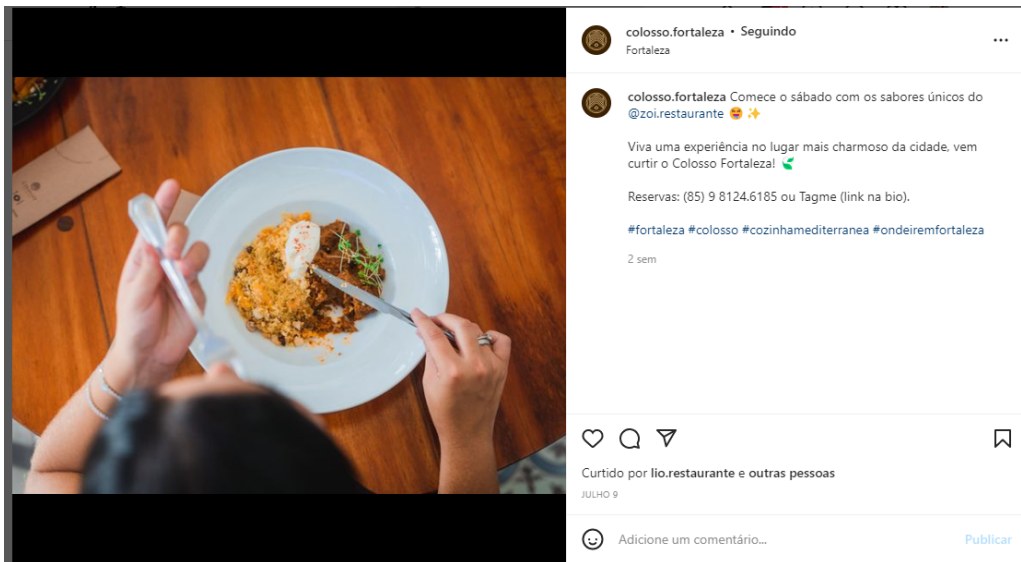 colosso.fortaleza • Seguindo
Fortaleza
colosso.fortaleza Comece o sábado com os sabores únicos do
@zoi.restaurante 🤩 ✨
Viva uma experiência no lugar mais charmoso da cidade, vem
curtir o Colosso Fortaleza! 🌿
Reservas: (85) 9 8124.6185 ou Tagme (link na bio).
#fortaleza #colosso #cozinhamediterranea #ondeiremfortaleza
2 sem
Curtido por lio.restaurante e outras pessoas
JULHO 9
Adicione um comentário...
Publicar